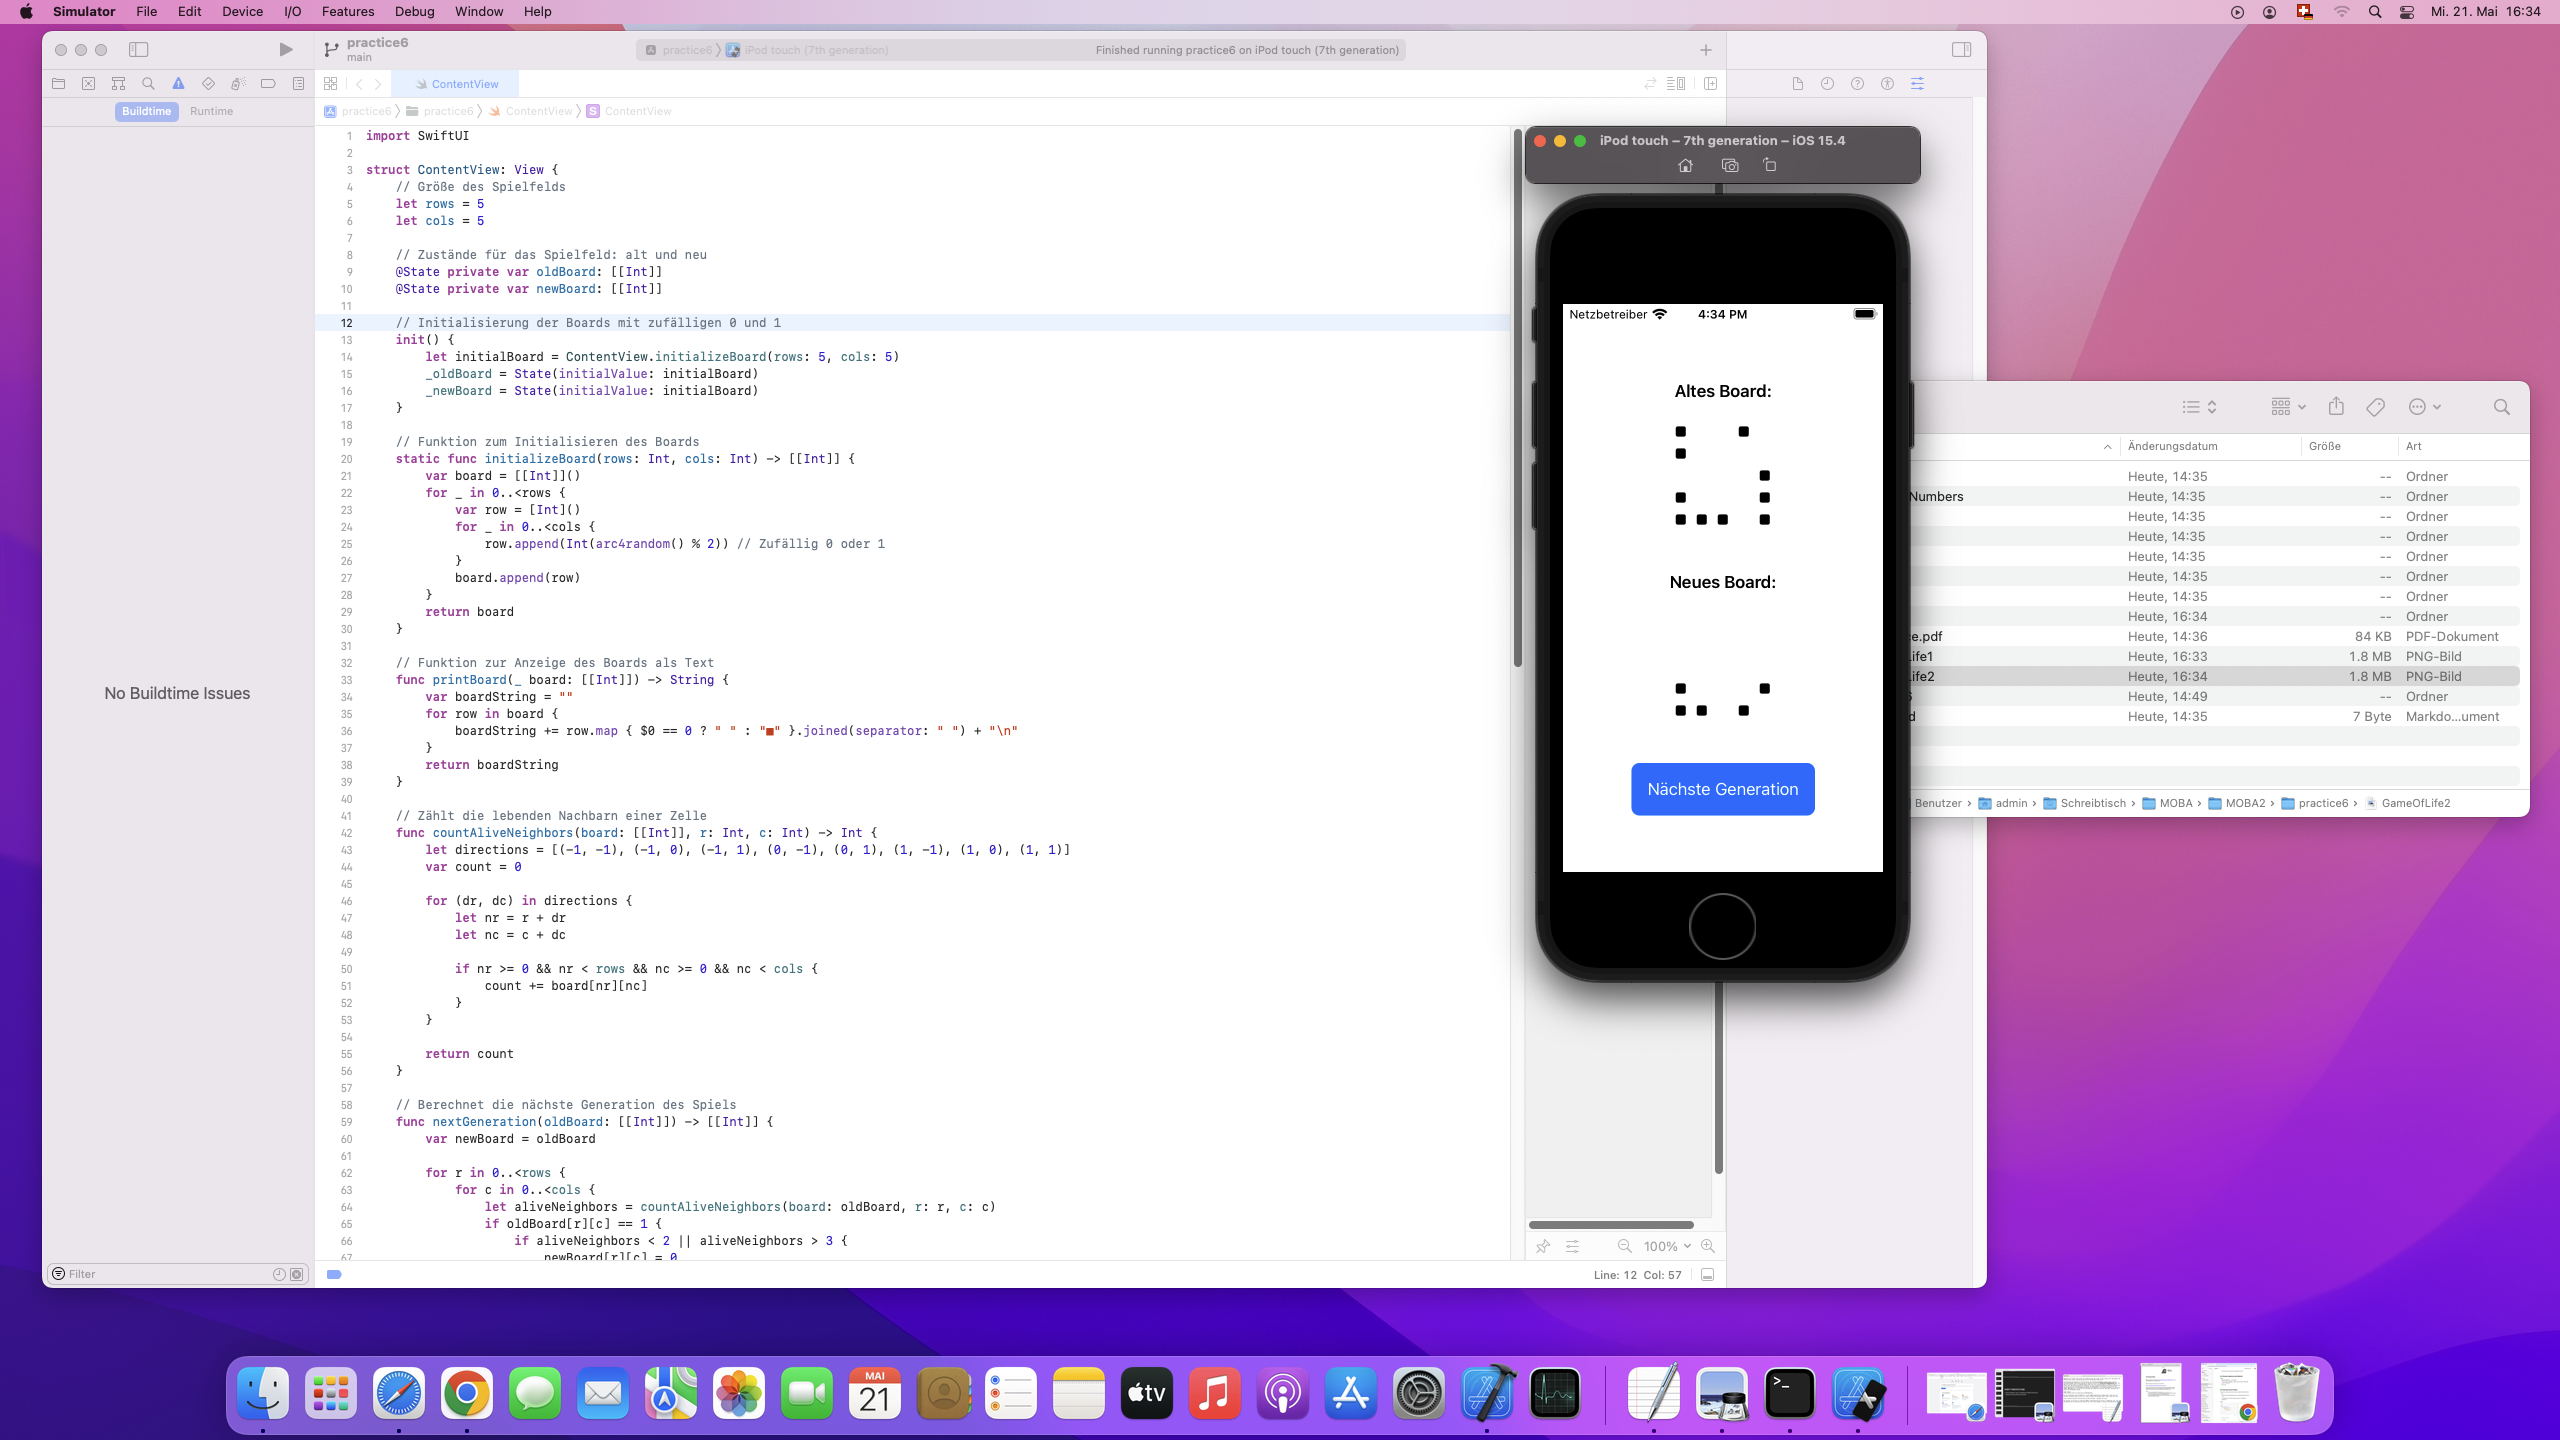 Simulator File Edit Device I/O Features Debug Window Help
Mi. 21. Mai 16:34
practice6
main
practice6 〉 iPod touch (7th generation)
Finished running practice6 on iPod touch (7th generation)
ContentView
Buildtime Runtime
practice6 〉 practice6 〉 ContentView 〉 S ContentView
No Buildtime Issues
Filter
1 import SwiftUI
2
3 struct ContentView: View {
4 // Größe des Spielfelds
5 let rows = 5
6 let cols = 5
7
8 // Zustände für das Spielfeld: alt und neu
9 @State private var oldBoard: [[Int]]
10 @State private var newBoard: [[Int]]
11
12 // Initialisierung der Boards mit zufälligen 0 und 1
13 init() {
14 let initialBoard = ContentView.initializeBoard(rows: 5, cols: 5)
15 _oldBoard = State(initialValue: initialBoard)
16 _newBoard = State(initialValue: initialBoard)
17 }
18
19 // Funktion zum Initialisieren des Boards
20 static func initializeBoard(rows: Int, cols: Int) -> [[Int]] {
21 var board = [[Int]]()
22 for _ in 0..<rows {
23 var row = [Int]()
24 for _ in 0..<cols {
25 row.append(Int(arc4random() % 2)) // Zufällig 0 oder 1
26 }
27 board.append(row)
28 }
29 return board
30 }
31
32 // Funktion zur Anzeige des Boards als Text
33 func printBoard(_ board: [[Int]]) -> String {
34 var boardString = ""
35 for row in board {
36 boardString += row.map { $0 == 0 ? " " : "■" }.joined(separator: " ") + "\n"
37 }
38 return boardString
39 }
40
41 // Zählt die lebenden Nachbarn einer Zelle
42 func countAliveNeighbors(board: [[Int]], r: Int, c: Int) -> Int {
43 let directions = [(-1, -1), (-1, 0), (-1, 1), (0, -1), (0, 1), (1, -1), (1, 0), (1, 1)]
44 var count = 0
45
46 for (dr, dc) in directions {
47 let nr = r + dr
48 let nc = c + dc
49
50 if nr >= 0 && nr < rows && nc >= 0 && nc < cols {
51 count += board[nr][nc]
52 }
53 }
54
55 return count
56 }
57
58 // Berechnet die nächste Generation des Spiels
59 func nextGeneration(oldBoard: [[Int]]) -> [[Int]] {
60 var newBoard = oldBoard
61
62 for r in 0..<rows {
63 for c in 0..<cols {
64 let aliveNeighbors = countAliveNeighbors(board: oldBoard, r: r, c: c)
65 if oldBoard[r][c] == 1 {
66 if aliveNeighbors < 2 || aliveNeighbors > 3 {
67 newBoard[r][c] = 0
100%
Line: 12 Col: 57
iPod touch – 7th generation – iOS 15.4
Netzbetreiber 4:34 PM
Altes Board:
Neues Board:
Nächste Generation
Änderungsdatum Größe Art
Heute, 14:35 -- Ordner
Numbers Heute, 14:35 -- Ordner
Heute, 14:35 -- Ordner
Heute, 14:35 -- Ordner
Heute, 14:35 -- Ordner
Heute, 14:35 -- Ordner
Heute, 14:35 -- Ordner
Heute, 16:34 -- Ordner
e.pdf Heute, 14:36 84 KB PDF-Dokument
ife1 Heute, 16:33 1.8 MB PNG-Bild
ife2 Heute, 16:34 1.8 MB PNG-Bild
Heute, 14:49 -- Ordner
d Heute, 14:35 7 Byte Markdo...ument
Benutzer › admin › Schreibtisch › MOBA › MOBA2 › practice6 › GameOfLife2
MAI
21
tv
>_